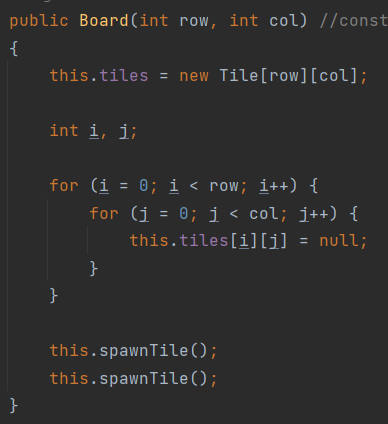 public Board(int row, int col) //const
{
this.tiles = new Tile[row][col];
int i, j;
for (i = 0; i < row; i++) {
for (j = 0; j < col; j++) {
this.tiles[i][j] = null;
}
}
this.spawnTile();
this.spawnTile();
}